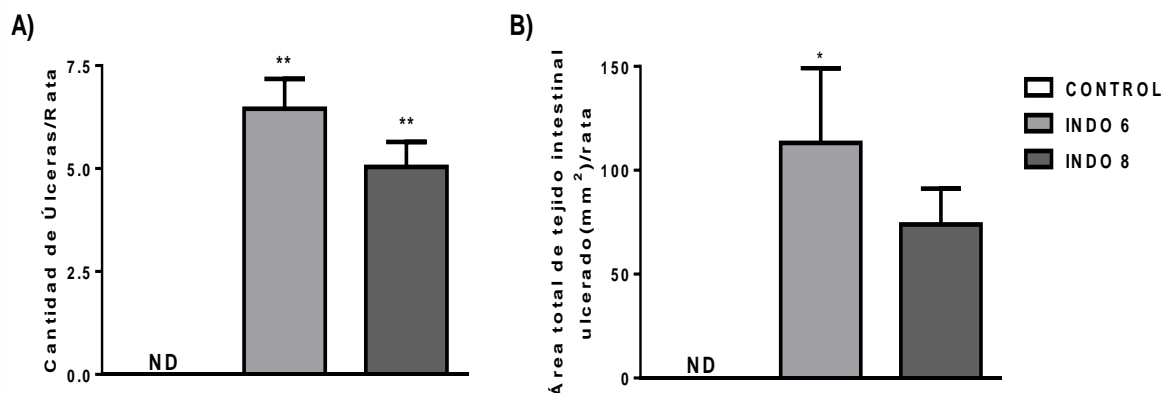 A)
Cantidad de Úlceras/Rata
7.5
5.0
2.5
0.0
ND
**
**
B)
Área total de tejido intestinal
ulcerado(mm²)/rata
150
100
50
0
ND
*
CONTROL
INDO 6
INDO 8